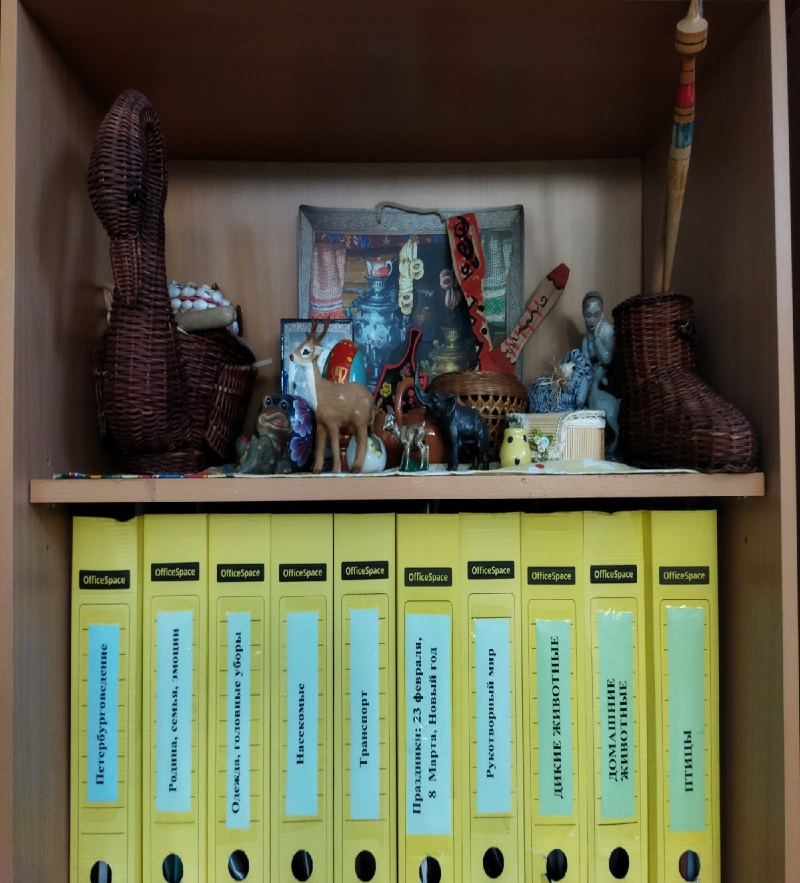 OfficeSpace
Петербурговедение
OfficeSpace
Родина, семья, эмоции
OfficeSpace
Одежда, головные уборы
OfficeSpace
Насекомые
OfficeSpace
Транспорт
OfficeSpace
Праздники: 23 февраля,
8 Марта, Новый год
OfficeSpace
Рукотворный мир
OfficeSpace
ДИКИЕ ЖИВОТНЫЕ
OfficeSpace
ДОМАШНИЕ
ЖИВОТНЫЕ
OfficeSpace
ПТИЦЫ